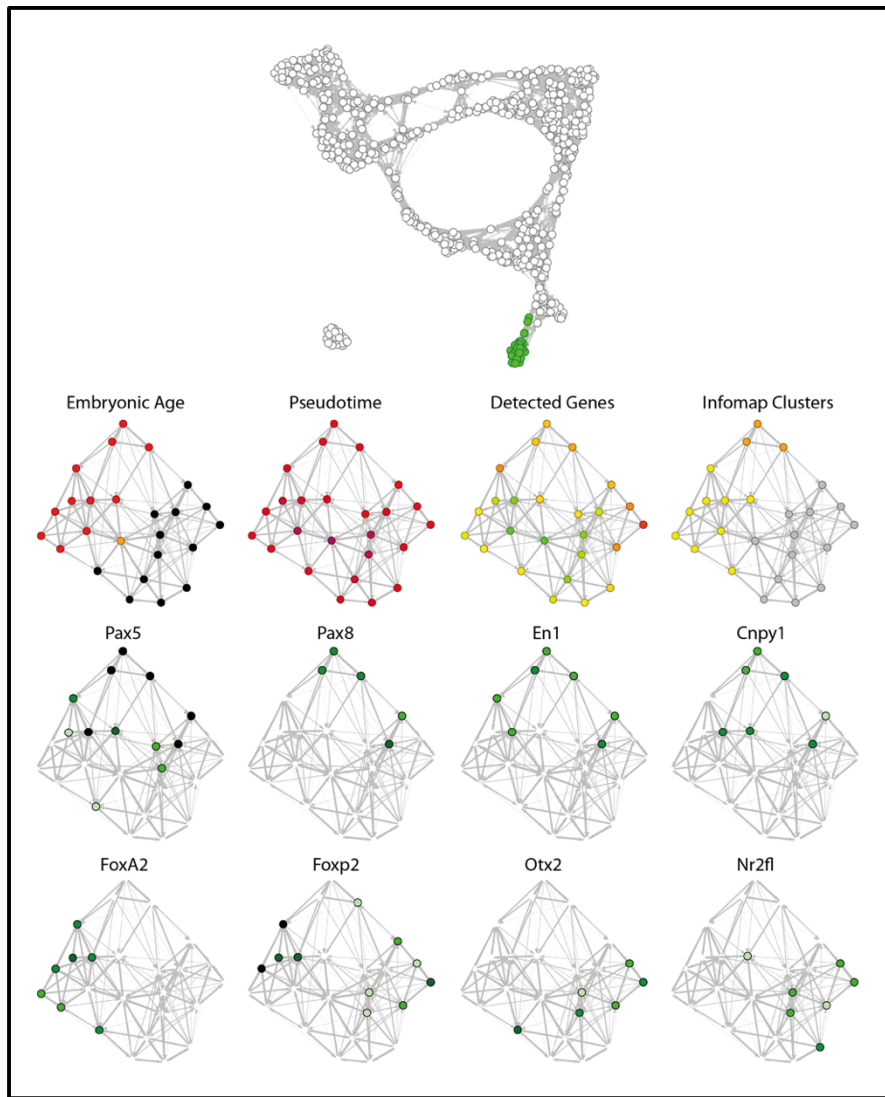 Embryonic Age Pseudotime Detected Genes Infomap Clusters
Pax5 Pax8 En1 Cnpy1
FoxA2 Foxp2 Otx2 Nr2fl